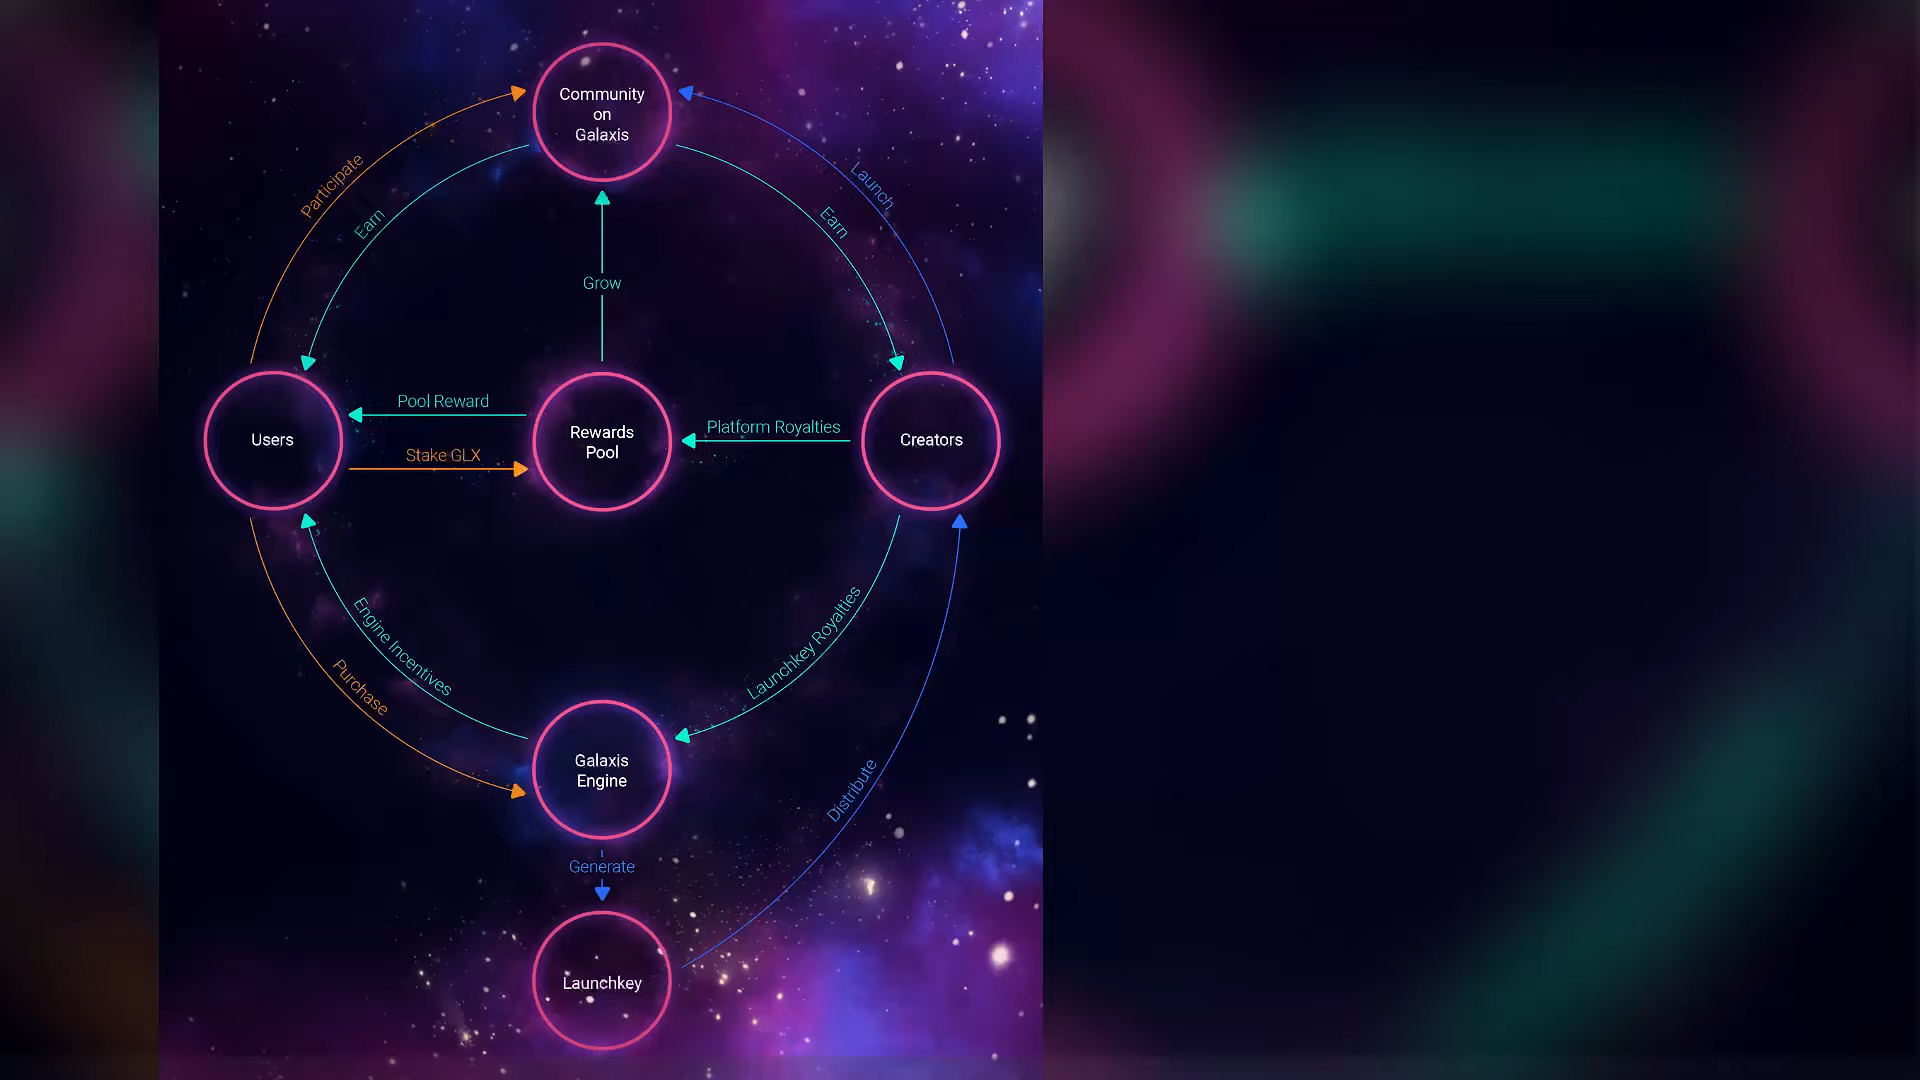 Community
on
Galaxis
Participate
Earn
Earn
Launch
Grow
Pool Reward
Platform Royalties
Users
Rewards
Pool
Creators
Stake GLX
Engine Incentives
Purchase
Launchkey Royalties
Galaxis
Engine
Distribute
Generate
Launchkey